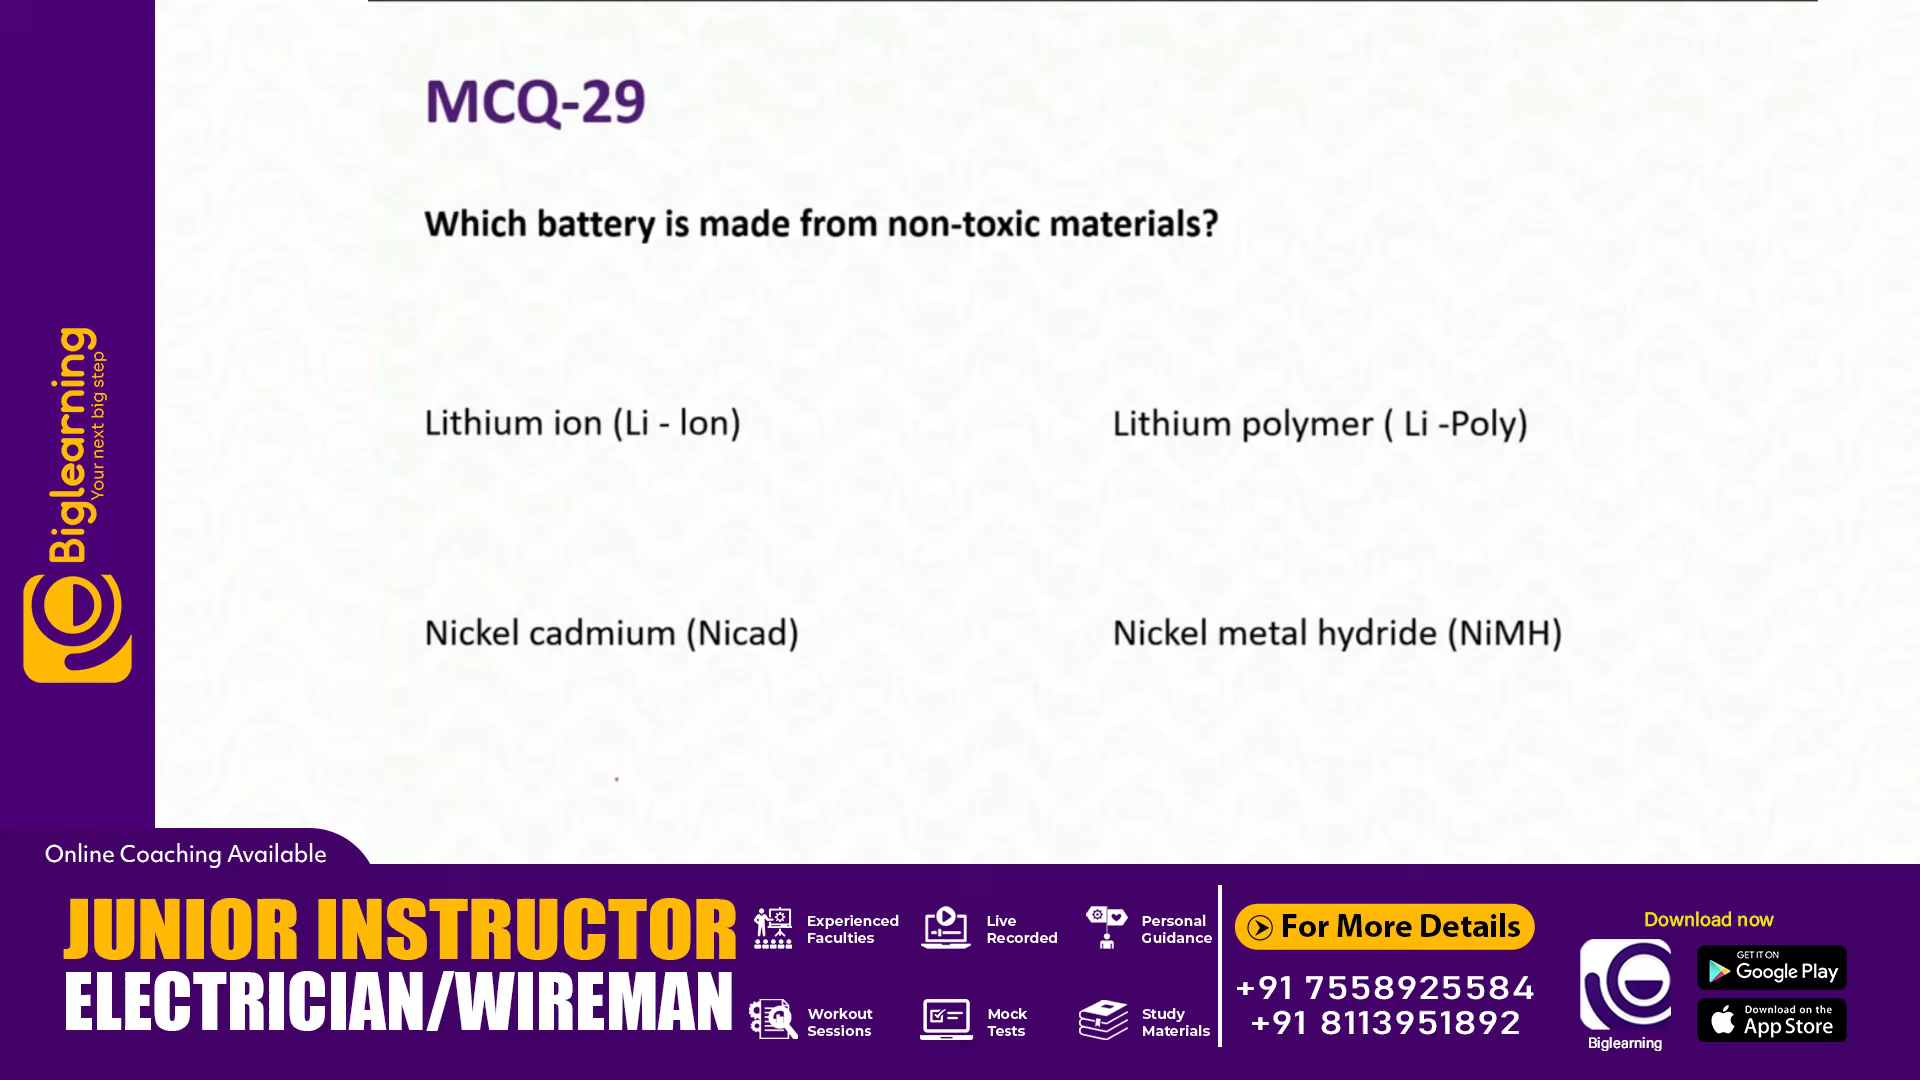 MCQ-29
Which battery is made from non-toxic materials?
Lithium ion (Li - lon)
Lithium polymer ( Li -Poly)
Nickel cadmium (Nicad)
Nickel metal hydride (NiMH)
Biglearning
Your next big step
Online Coaching Available
JUNIOR INSTRUCTOR
ELECTRICIAN/WIREMAN
Experienced
Faculties
Live
Recorded
Personal
Guidance
Workout
Sessions
Mock
Tests
Study
Materials
For More Details
+91 7558925584
+91 8113951892
Download now
Biglearning
GET IT ON
Google Play
Download on the
App Store